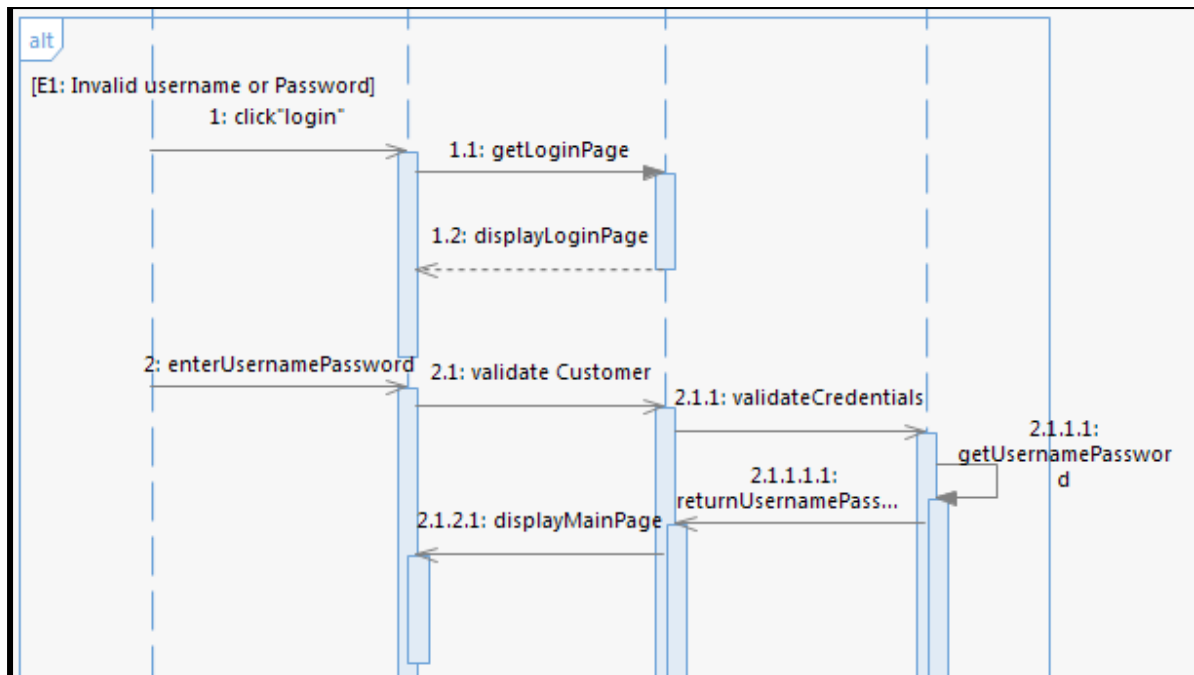 alt
[E1: Invalid username or Password]
1: click"login"
1.1: getLoginPage
1.2: displayLoginPage
2: enterUsernamePassword
2.1: validate Customer
2.1.1: validateCredentials
2.1.1.1:
getUsernamePasswor
d
2.1.1.1.1:
returnUsernamePass...
2.1.2.1: displayMainPage